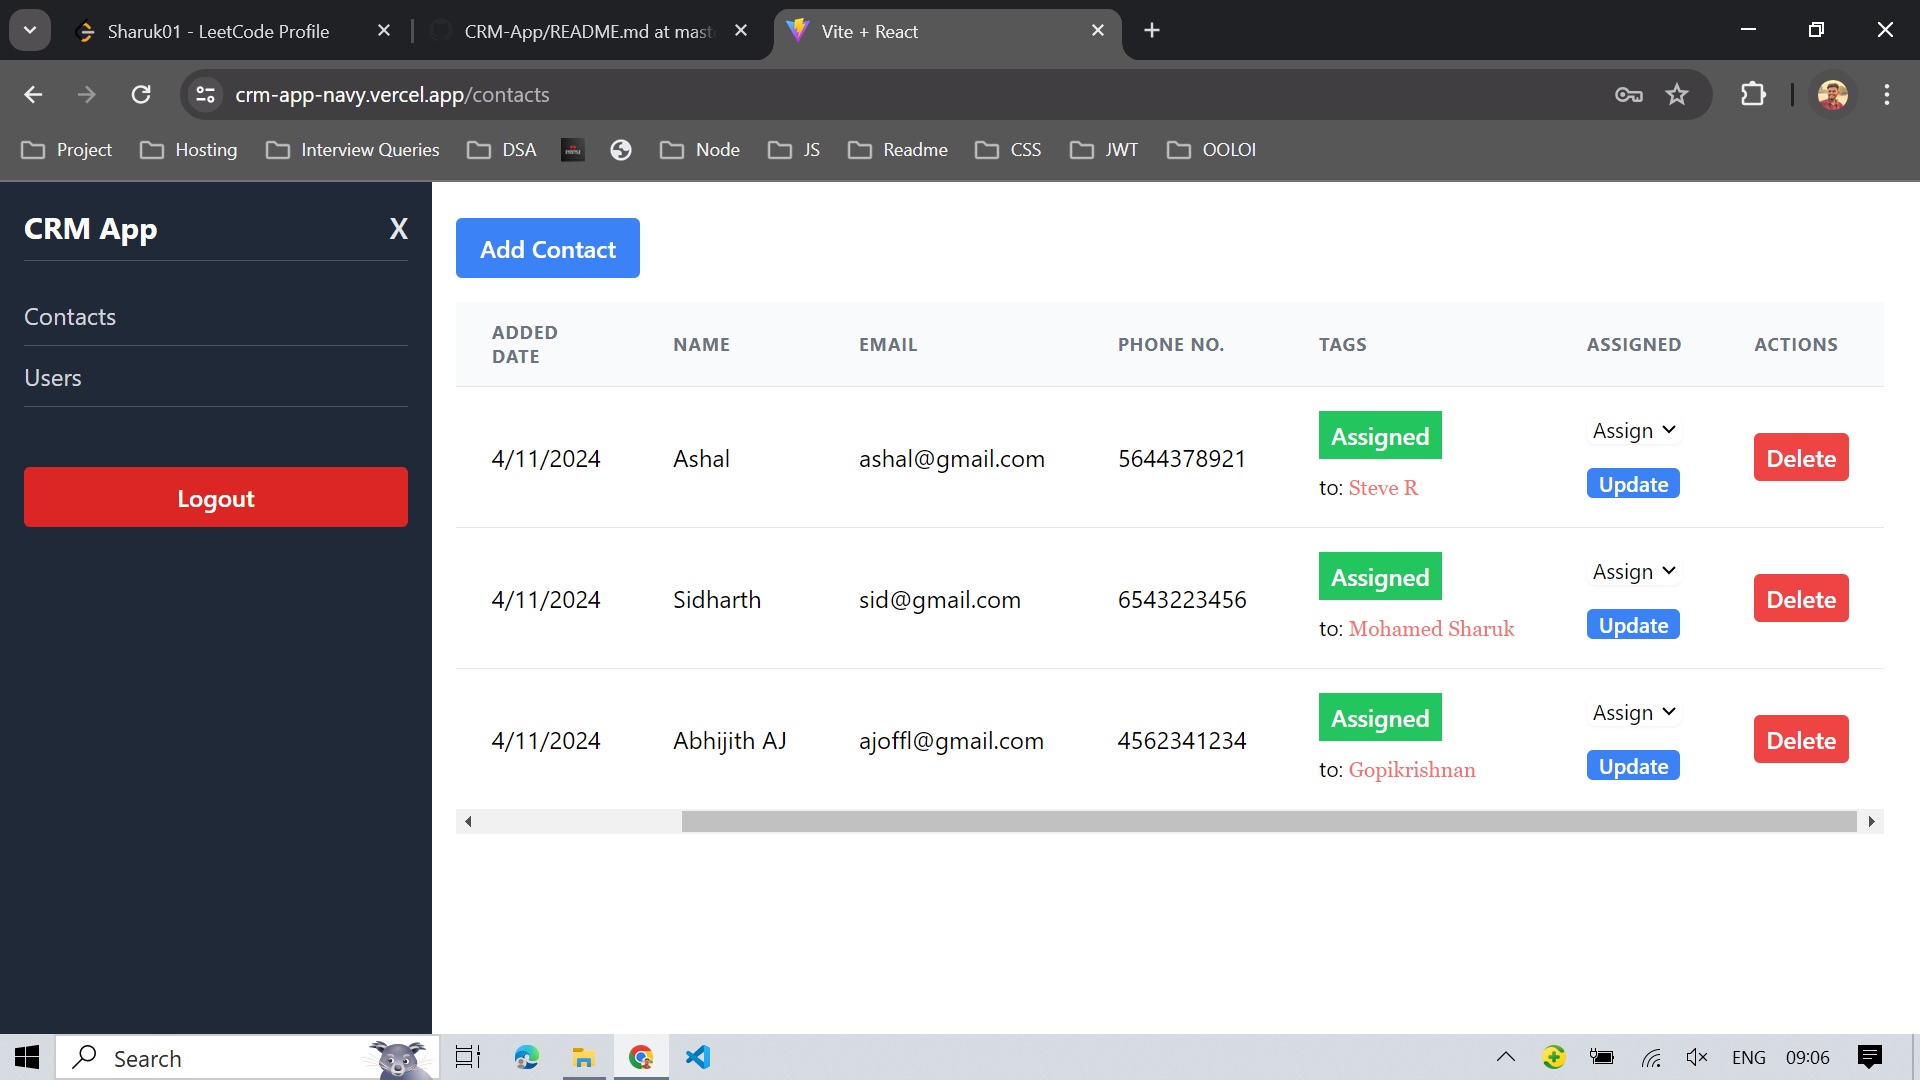 Sharuk01 - LeetCode Profile
CRM-App/README.md at mast
Vite + React
crm-app-navy.vercel.app/contacts
Project
Hosting
Interview Queries
DSA
Node
JS
Readme
CSS
JWT
OOLOI
CRM App
X
Contacts
Users
Logout
Add Contact
ADDED
DATE
NAME
EMAIL
PHONE NO.
TAGS
ASSIGNED
ACTIONS
4/11/2024
Ashal
ashal@gmail.com
5644378921
Assigned
to: Steve R
Assign
Update
Delete
4/11/2024
Sidharth
sid@gmail.com
6543223456
Assigned
to: Mohamed Sharuk
Assign
Update
Delete
4/11/2024
Abhijith AJ
ajoffl@gmail.com
4562341234
Assigned
to: Gopikrishnan
Assign
Update
Delete
Search
ENG
09:06